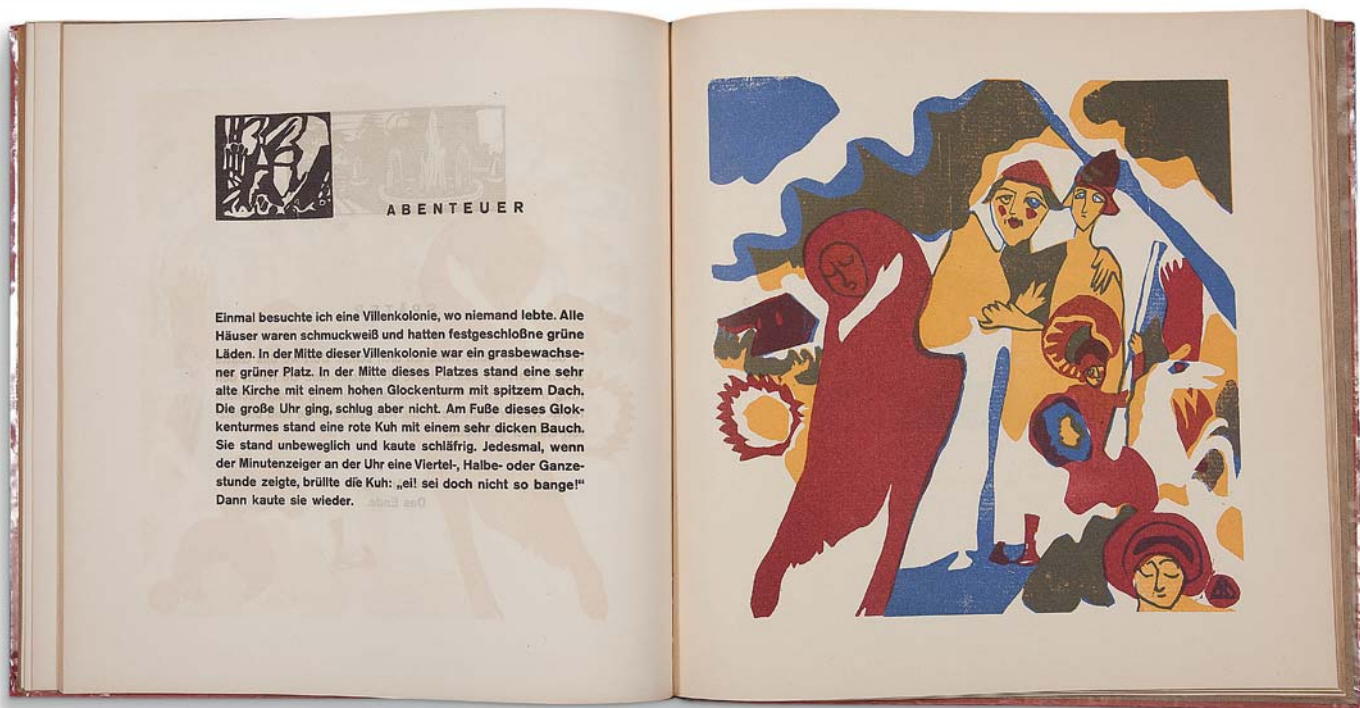 ABENTEUER
Einmal besuchte ich eine Villenkolonie, wo niemand lebte. Alle
Häuser waren schmuckweiß und hatten festgeschloßne grüne
Läden. In der Mitte dieser Villenkolonie war ein grasbewachse-
ner grüner Platz. In der Mitte dieses Platzes stand eine sehr
alte Kirche mit einem hohen Glockenturm mit spitzem Dach.
Die große Uhr ging, schlug aber nicht. Am Fuße dieses Glok-
kenturmes stand eine rote Kuh mit einem sehr dicken Bauch.
Sie stand unbeweglich und kaute schläfrig. Jedesmal, wenn
der Minutenzeiger an der Uhr eine Viertel-, Halbe- oder Ganze-
stunde zeigte, brüllte die Kuh: „ei! sei doch nicht so bange!“
Dann kaute sie wieder.
Das Ende.